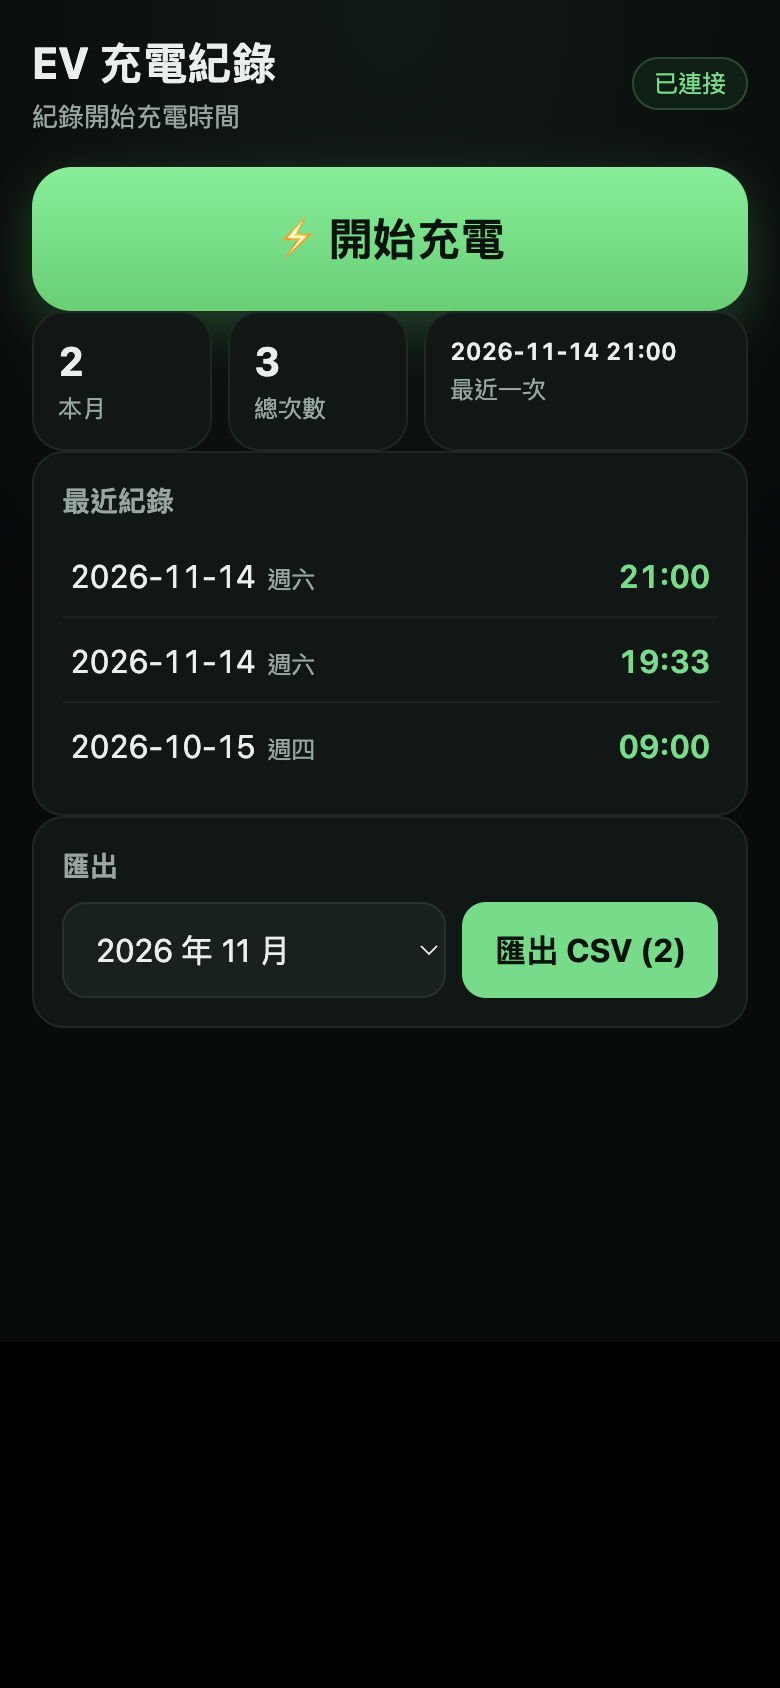 EV 充電紀錄
紀錄開始充電時間
已連接
⚡ 開始充電
2
本月
3
總次數
2026-11-14 21:00
最近一次
最近紀錄
2026-11-14 週六 21:00
2026-11-14 週六 19:33
2026-10-15 週四 09:00
匯出
2026 年 11 月
匯出 CSV (2)